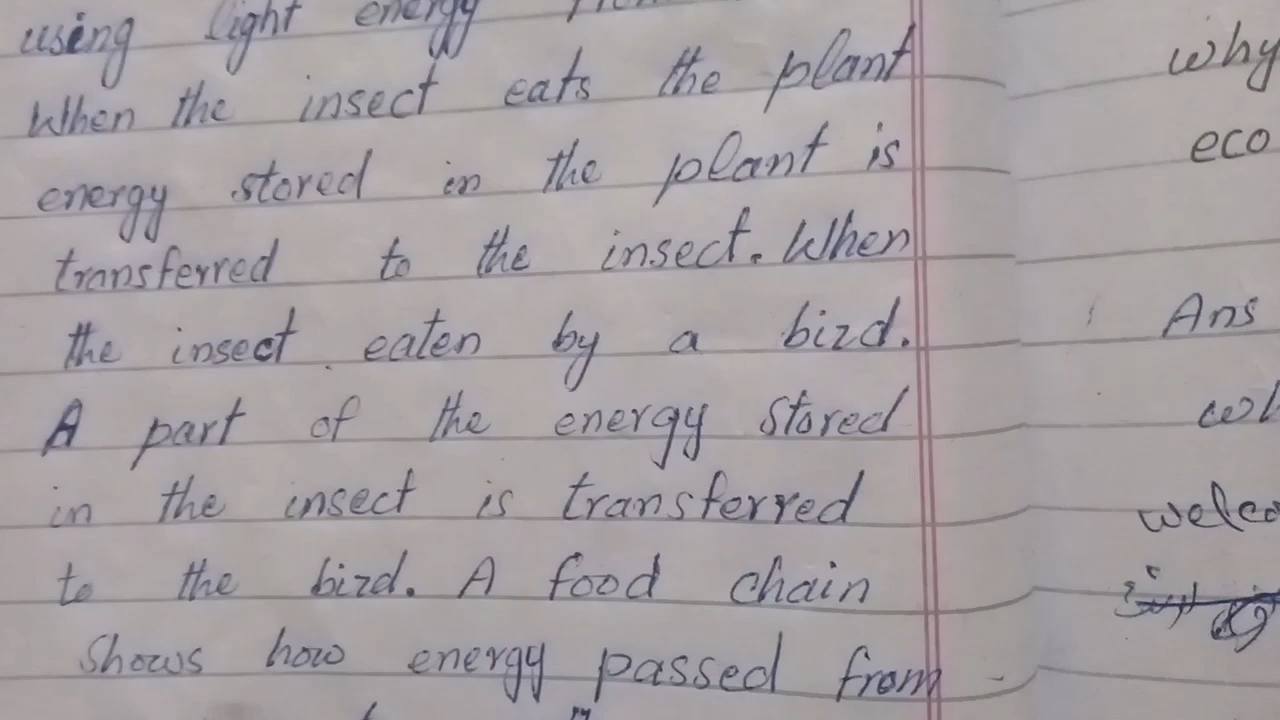 using light energy
When the insect eats the plant
energy stored in the plant is
transferred to the insect. When
the insect eaten by a bird.
A part of the energy stored
in the insect is transferred
to the bird. A food chain
shows how energy passed from
why
eco
Ans